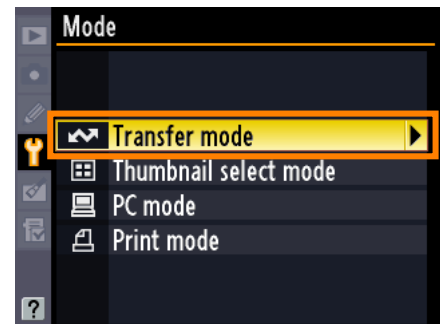 Mode
Transfer mode
Thumbnail select mode
PC mode
Print mode
?